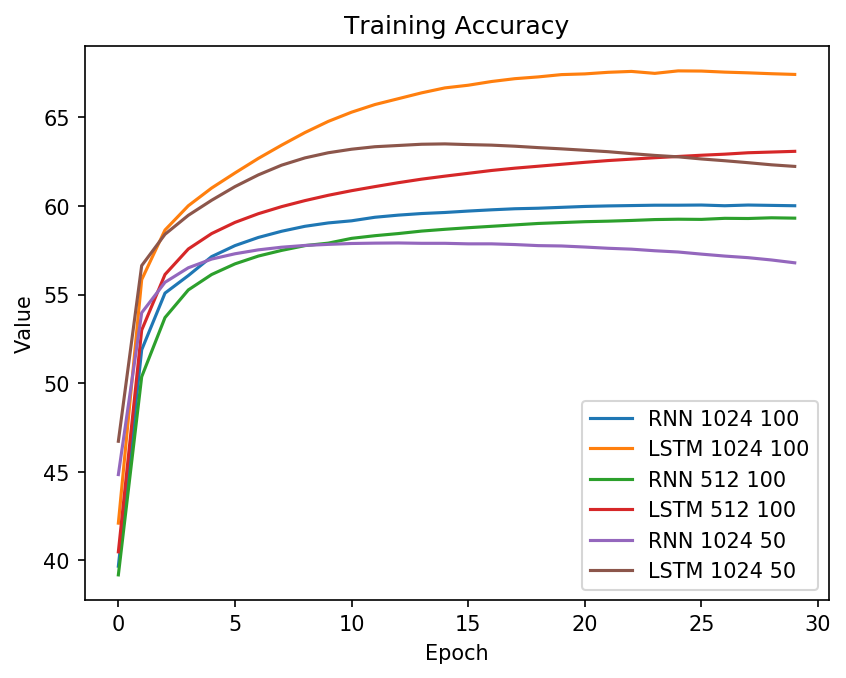 Training Accuracy
Value
65
60
55
50
45
40
RNN 1024 100
LSTM 1024 100
RNN 512 100
LSTM 512 100
RNN 1024 50
LSTM 1024 50
0 5 10 15 20 25 30
Epoch